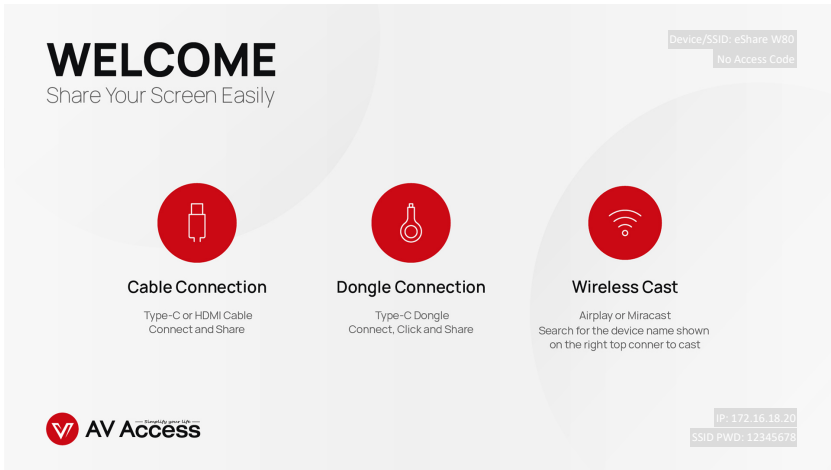 WELCOME
Share Your Screen Easily
Device/SSID: eShare W80
No Access Code
Cable Connection
Type-C or HDMI Cable
Connect and Share
Dongle Connection
Type-C Dongle
Connect, Click and Share
Wireless Cast
Airplay or Miracast
Search for the device name shown
on the right top conner to cast
Simplify your life
AV Access
IP: 172.16.18.20
SSID PWD: 12345678